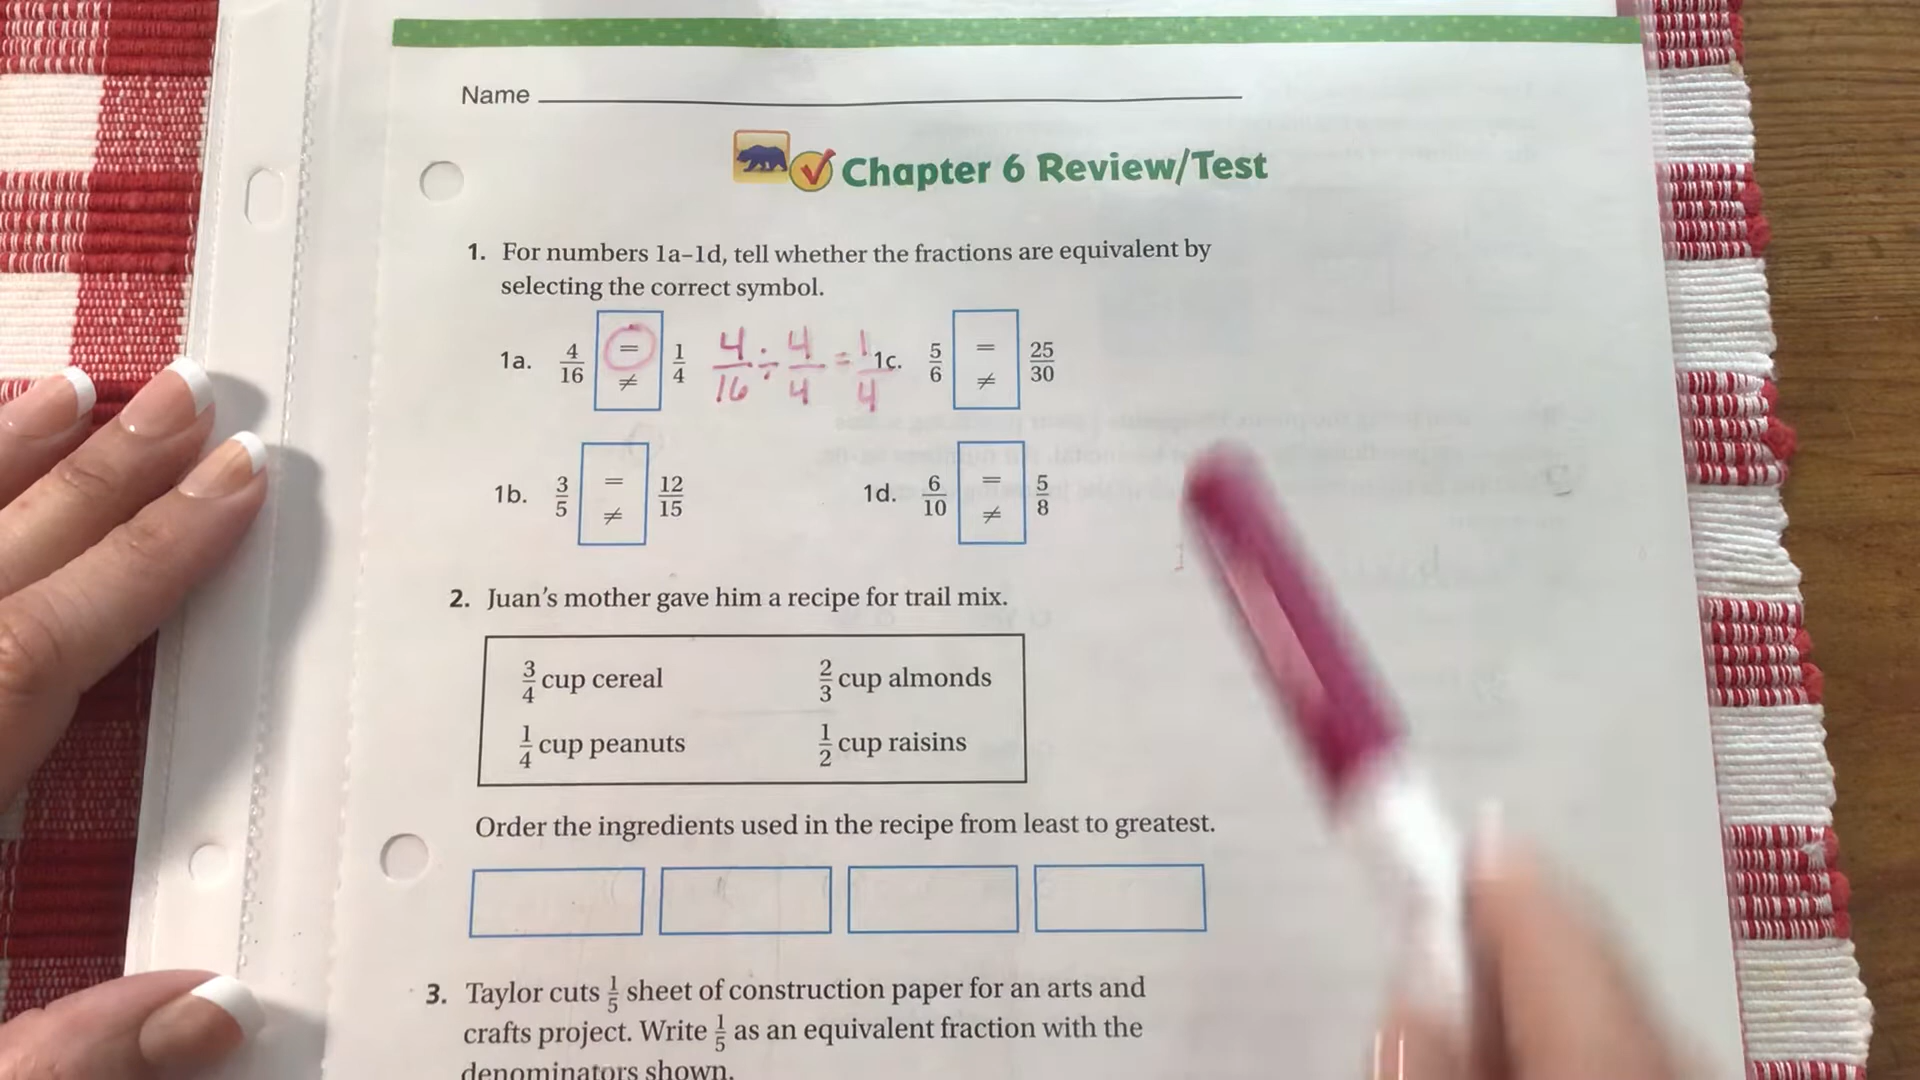 Name
Chapter 6 Review/Test
1. For numbers 1a–1d, tell whether the fractions are equivalent by
selecting the correct symbol.
1a. 4/16 = ≠ 1/4 4/16 ÷ 4/4 = 1/4 1c. 5/6 = ≠ 25/30
1b. 3/5 = ≠ 12/15 1d. 6/10 = ≠ 5/8
2. Juan's mother gave him a recipe for trail mix.
3/4 cup cereal 2/3 cup almonds
1/4 cup peanuts 1/2 cup raisins
Order the ingredients used in the recipe from least to greatest.
3. Taylor cuts 1/5 sheet of construction paper for an arts and
crafts project. Write 1/5 as an equivalent fraction with the
denominators shown.